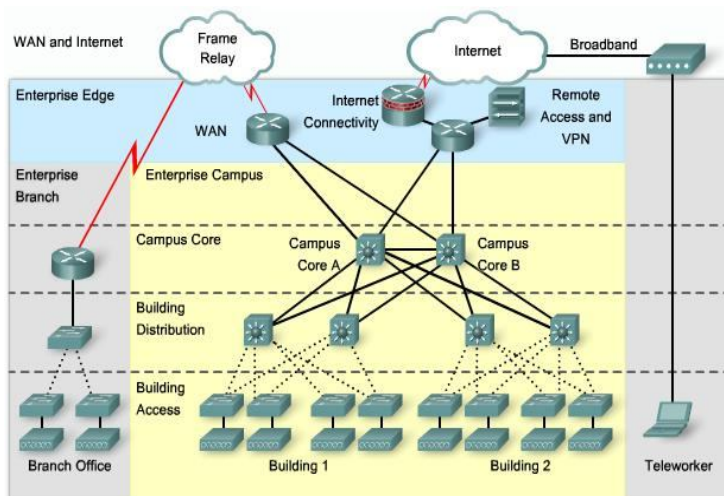 WAN and Internet
Frame
Relay
Internet
Broadband
Enterprise Edge
WAN
Internet
Connectivity
Remote
Access and
VPN
Enterprise
Branch
Enterprise Campus
Campus Core
Campus
Core A
Campus
Core B
Building
Distribution
Building
Access
Branch Office
Building 1
Building 2
Teleworker